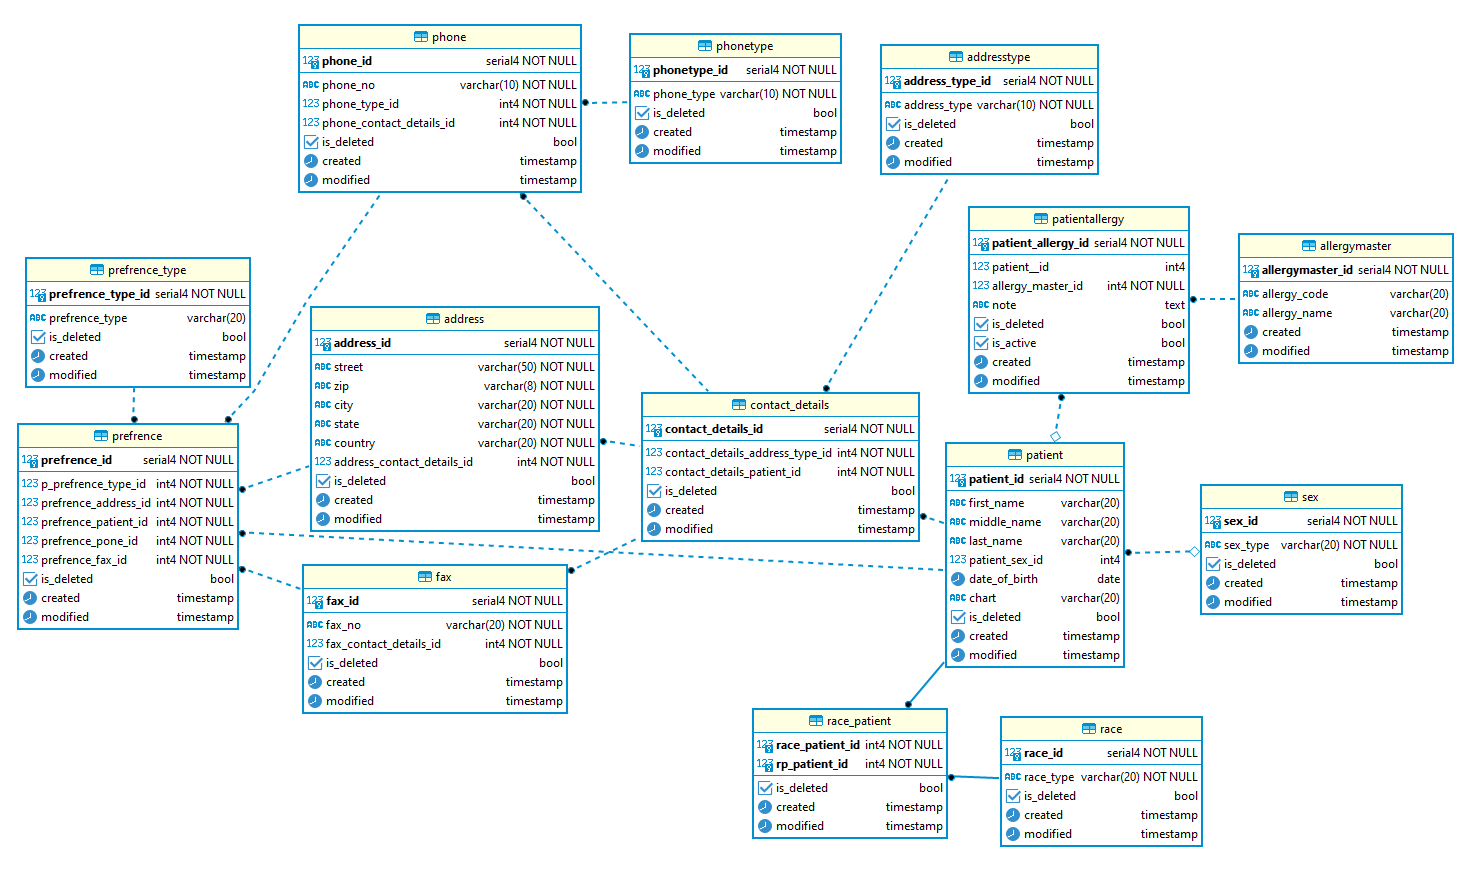 phone
phone_id serial4 NOT NULL
phone_no varchar(10) NOT NULL
phone_type_id int4 NOT NULL
phone_contact_details_id int4 NOT NULL
is_deleted bool
created timestamp
modified timestamp
phonetype
phonetype_id serial4 NOT NULL
phone_type varchar(10) NOT NULL
is_deleted bool
created timestamp
modified timestamp
addresstype
address_type_id serial4 NOT NULL
address_type varchar(10) NOT NULL
is_deleted bool
created timestamp
modified timestamp
patientallergy
patient_allergy_id serial4 NOT NULL
patient__id int4
allergy_master_id int4 NOT NULL
note text
is_deleted bool
is_active bool
created timestamp
modified timestamp
allergymaster
allergymaster_id serial4 NOT NULL
allergy_code varchar(20)
allergy_name varchar(20)
created timestamp
modified timestamp
prefrence_type
prefrence_type_id serial4 NOT NULL
prefrence_type varchar(20)
is_deleted bool
created timestamp
modified timestamp
address
address_id serial4 NOT NULL
street varchar(50) NOT NULL
zip varchar(8) NOT NULL
city varchar(20) NOT NULL
state varchar(20) NOT NULL
country varchar(20) NOT NULL
address_contact_details_id int4 NOT NULL
is_deleted bool
created timestamp
modified timestamp
contact_details
contact_details_id serial4 NOT NULL
contact_details_address_type_id int4 NOT NULL
contact_details_patient_id int4 NOT NULL
is_deleted bool
created timestamp
modified timestamp
prefrence
prefrence_id serial4 NOT NULL
p_prefrence_type_id int4 NOT NULL
prefrence_address_id int4 NOT NULL
prefrence_patient_id int4 NOT NULL
prefrence_pone_id int4 NOT NULL
prefrence_fax_id int4 NOT NULL
is_deleted bool
created timestamp
modified timestamp
patient
patient_id serial4 NOT NULL
first_name varchar(20)
middle_name varchar(20)
last_name varchar(20)
patient_sex_id int4
date_of_birth date
chart varchar(20)
is_deleted bool
created timestamp
modified timestamp
sex
sex_id serial4 NOT NULL
sex_type varchar(20) NOT NULL
is_deleted bool
created timestamp
modified timestamp
fax
fax_id serial4 NOT NULL
fax_no varchar(20) NOT NULL
fax_contact_details_id int4 NOT NULL
is_deleted bool
created timestamp
modified timestamp
race_patient
race_patient_id int4 NOT NULL
rp_patient_id int4 NOT NULL
is_deleted bool
created timestamp
modified timestamp
race
race_id serial4 NOT NULL
race_type varchar(20) NOT NULL
is_deleted bool
created timestamp
modified timestamp